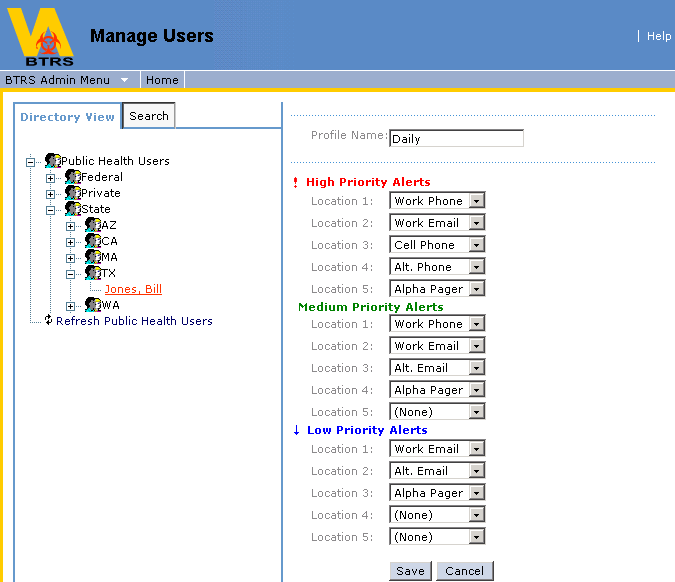 BTRS
Manage Users
Help
BTRS Admin Menu
Home
Directory View
Search
Public Health Users
Federal
Private
State
AZ
CA
MA
TX
Jones, Bill
WA
Refresh Public Health Users
Profile Name: Daily
! High Priority Alerts
Location 1: Work Phone
Location 2: Work Email
Location 3: Cell Phone
Location 4: Alt. Phone
Location 5: Alpha Pager
Medium Priority Alerts
Location 1: Work Phone
Location 2: Work Email
Location 3: Alt. Email
Location 4: Alpha Pager
Location 5: (None)
↓ Low Priority Alerts
Location 1: Work Email
Location 2: Alt. Email
Location 3: Alpha Pager
Location 4: (None)
Location 5: (None)
Save Cancel